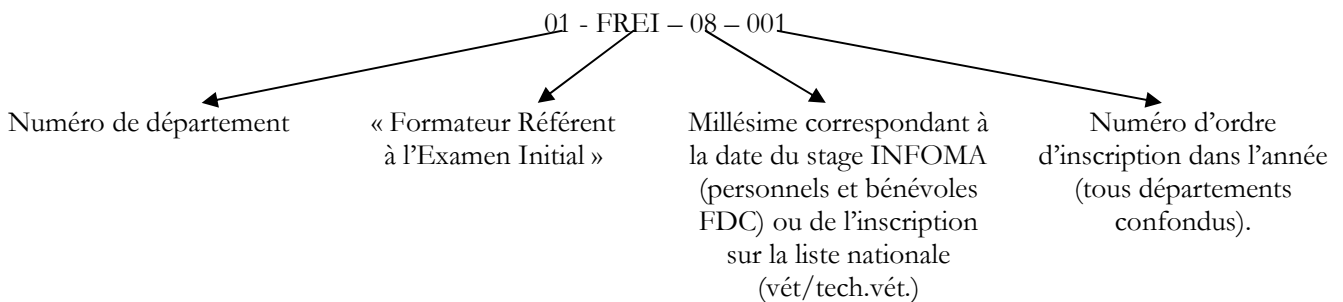 01 - FREI – 08 – 001
Numéro de département
« Formateur Référent
à l’Examen Initial »
Millésime correspondant à
la date du stage INFOMA
(personnels et bénévoles
FDC) ou de l’inscription
sur la liste nationale
(vét/tech.vét.)
Numéro d'ordre
d’inscription dans l’année
(tous départements
confondus).